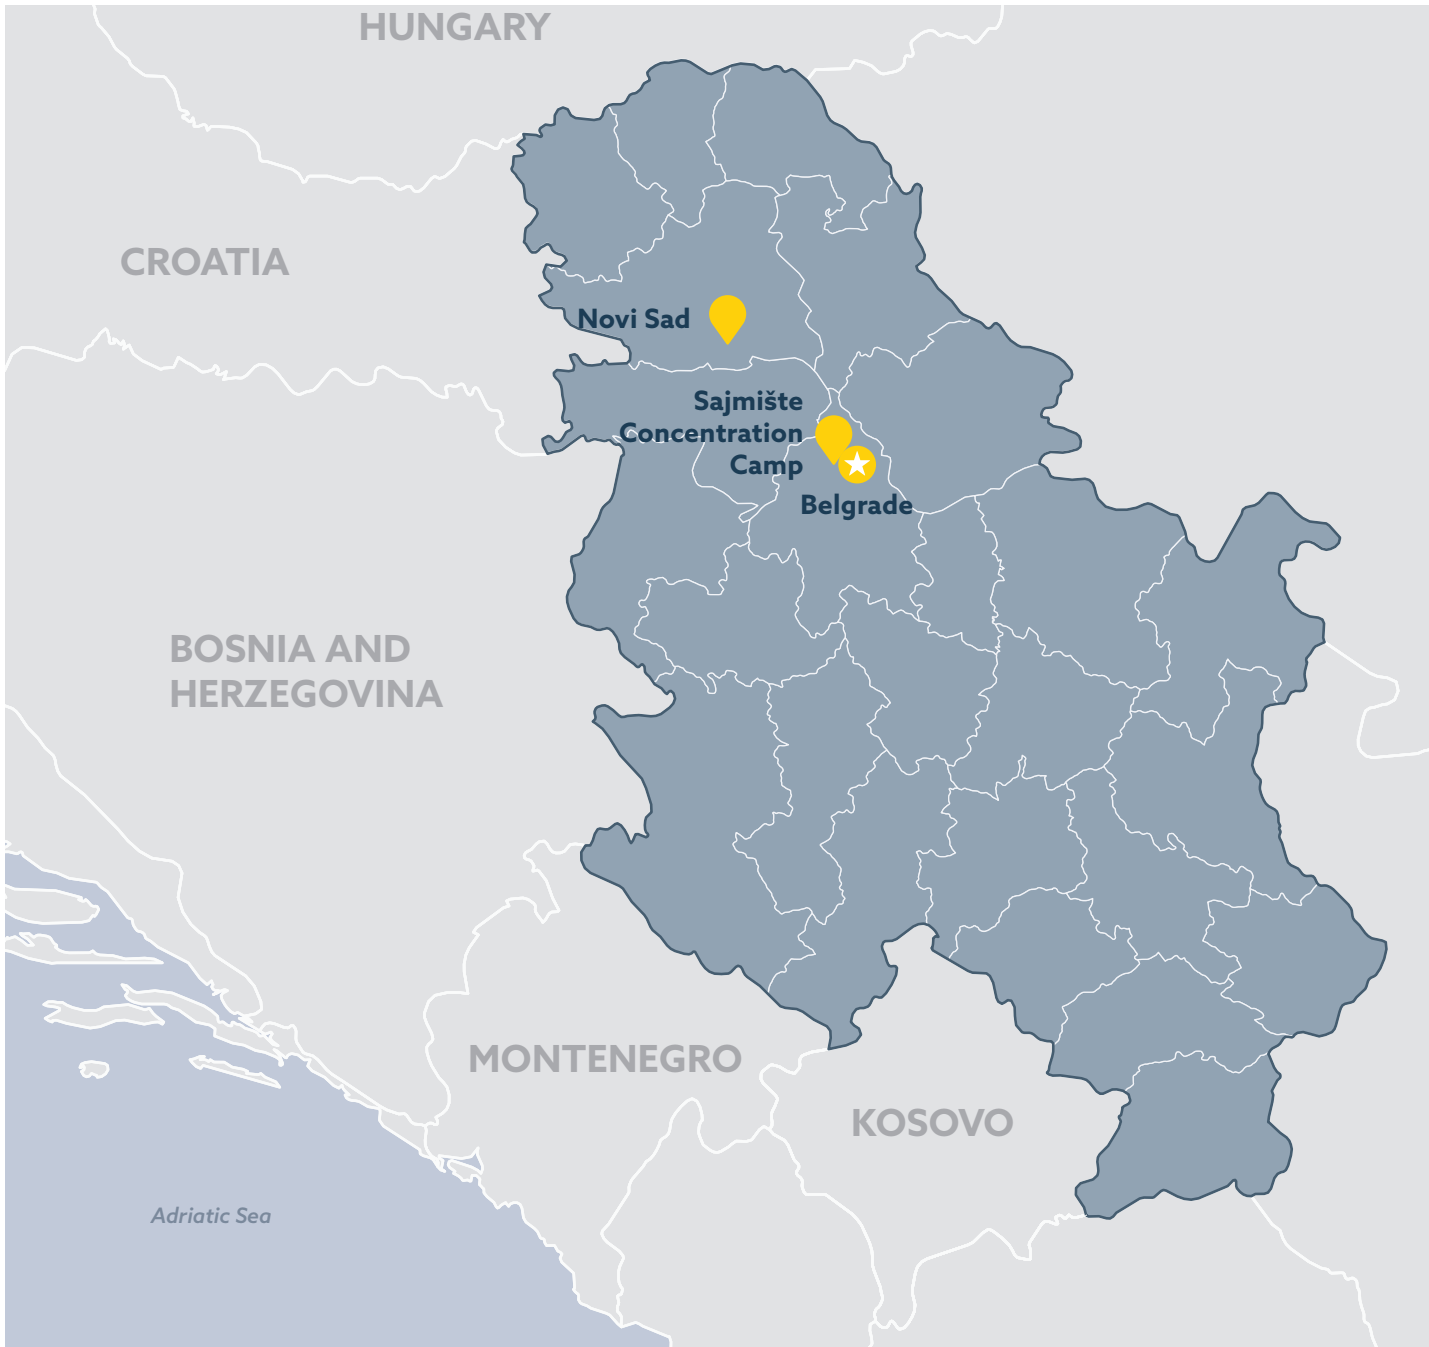 HUNGARY
CROATIA
Novi Sad
Sajmište
Concentration
Camp
Belgrade
BOSNIA AND
HERZEGOVINA
MONTENEGRO
KOSOVO
Adriatic Sea